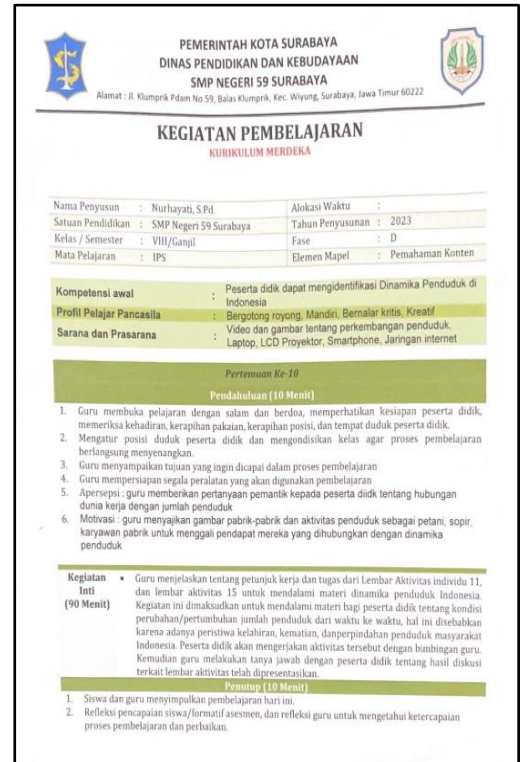 PEMERINTAH KOTA SURABAYA
DINAS PENDIDIKAN DAN KEBUDAYAAN
SMP NEGERI 59 SURABAYA
Alamat : Jl. Klumprik Pdam No.59, Balas Klumprik, Kec. Wiyung, Surabaya, Jawa Timur 60222
KEGIATAN PEMBELAJARAN
KURIKULUM MERDEKA
Nama Penyusun : Nurhayati, S.Pd. Alokasi Waktu :
Satuan Pendidikan : SMP Negeri 59 Surabaya Tahun Penyusunan : 2023
Kelas / Semester : VIII/Ganjil Fase : D
Mata Pelajaran : IPS Elemen Mapel : Pemahaman Konten
Kompetensi awal : Peserta didik dapat mengidentifikasi Dinamika Penduduk di
Indonesia
Profil Pelajar Pancasila : Bergotong royong, Mandiri, Bernalar kritis, Kreatif
Sarana dan Prasarana : Video dan gambar tentang perkembangan penduduk,
Laptop, LCD Proyektor, Smartphone, Jaringan internet
Pertemuan Ke-10
Pendahuluan (10 Menit)
1. Guru membuka pelajaran dengan salam dan berdoa, memperhatikan kesiapan peserta didik,
memeriksa kehadiran, kerapihan pakaian, kerapihan posisi, dan tempat duduk peserta didik.
2. Mengatur posisi duduk peserta didik dan mengondisikan kelas agar proses pembelajaran
berlangsung menyenangkan.
3. Guru menyampaikan tujuan yang ingin dicapai dalam proses pembelajaran
4. Guru mempersiapan segala peralatan yang akan digunakan pembelajaran
5. Apersepsi : guru memberikan pertanyaan pemantik kepada peserta diidk tentang hubungan
dunia kerja dengan jumlah penduduk
6. Motivasi : guru menyajikan gambar pabrik-pabrik dan aktivitas penduduk sebagai petani, sopir,
karyawan pabrik untuk menggali pendapat mereka yang dihubungkan dengan dinamika
penduduk
Kegiatan Inti (90 Menit) • Guru menjelaskan tentang petunjuk kerja dan tugas dari Lembar Aktivitas individu 11,
dan lembar aktivitas 15 untuk mendalami materi dinamika penduduk Indonesia.
Kegiatan ini dimaksudkan untuk mendalami materi bagi peserta didik tentang kondisi
perubahan/pertumbuhan jumlah penduduk dari waktu ke waktu, hal ini disebabkan
karena adanya peristiwa kelahiran, kematian, danperpindahan penduduk masyarakat
Indonesia. Peserta didik akan mengerjakan aktivitas tersebut dengan bimbingan guru.
Kemudian guru melakukan tanya jawab dengan peserta didik tentang hasil diskusi
terkait lembar aktivitas telah dipresentasikan.
Penutup (10 Menit)
1. Siswa dan guru menyimpulkan pembelajaran hari ini.
2. Refleksi pencapaian siswa/formatif asesmen, dan refleksi guru untuk mengetahui ketercapaian
proses pembelajaran dan perbaikan.